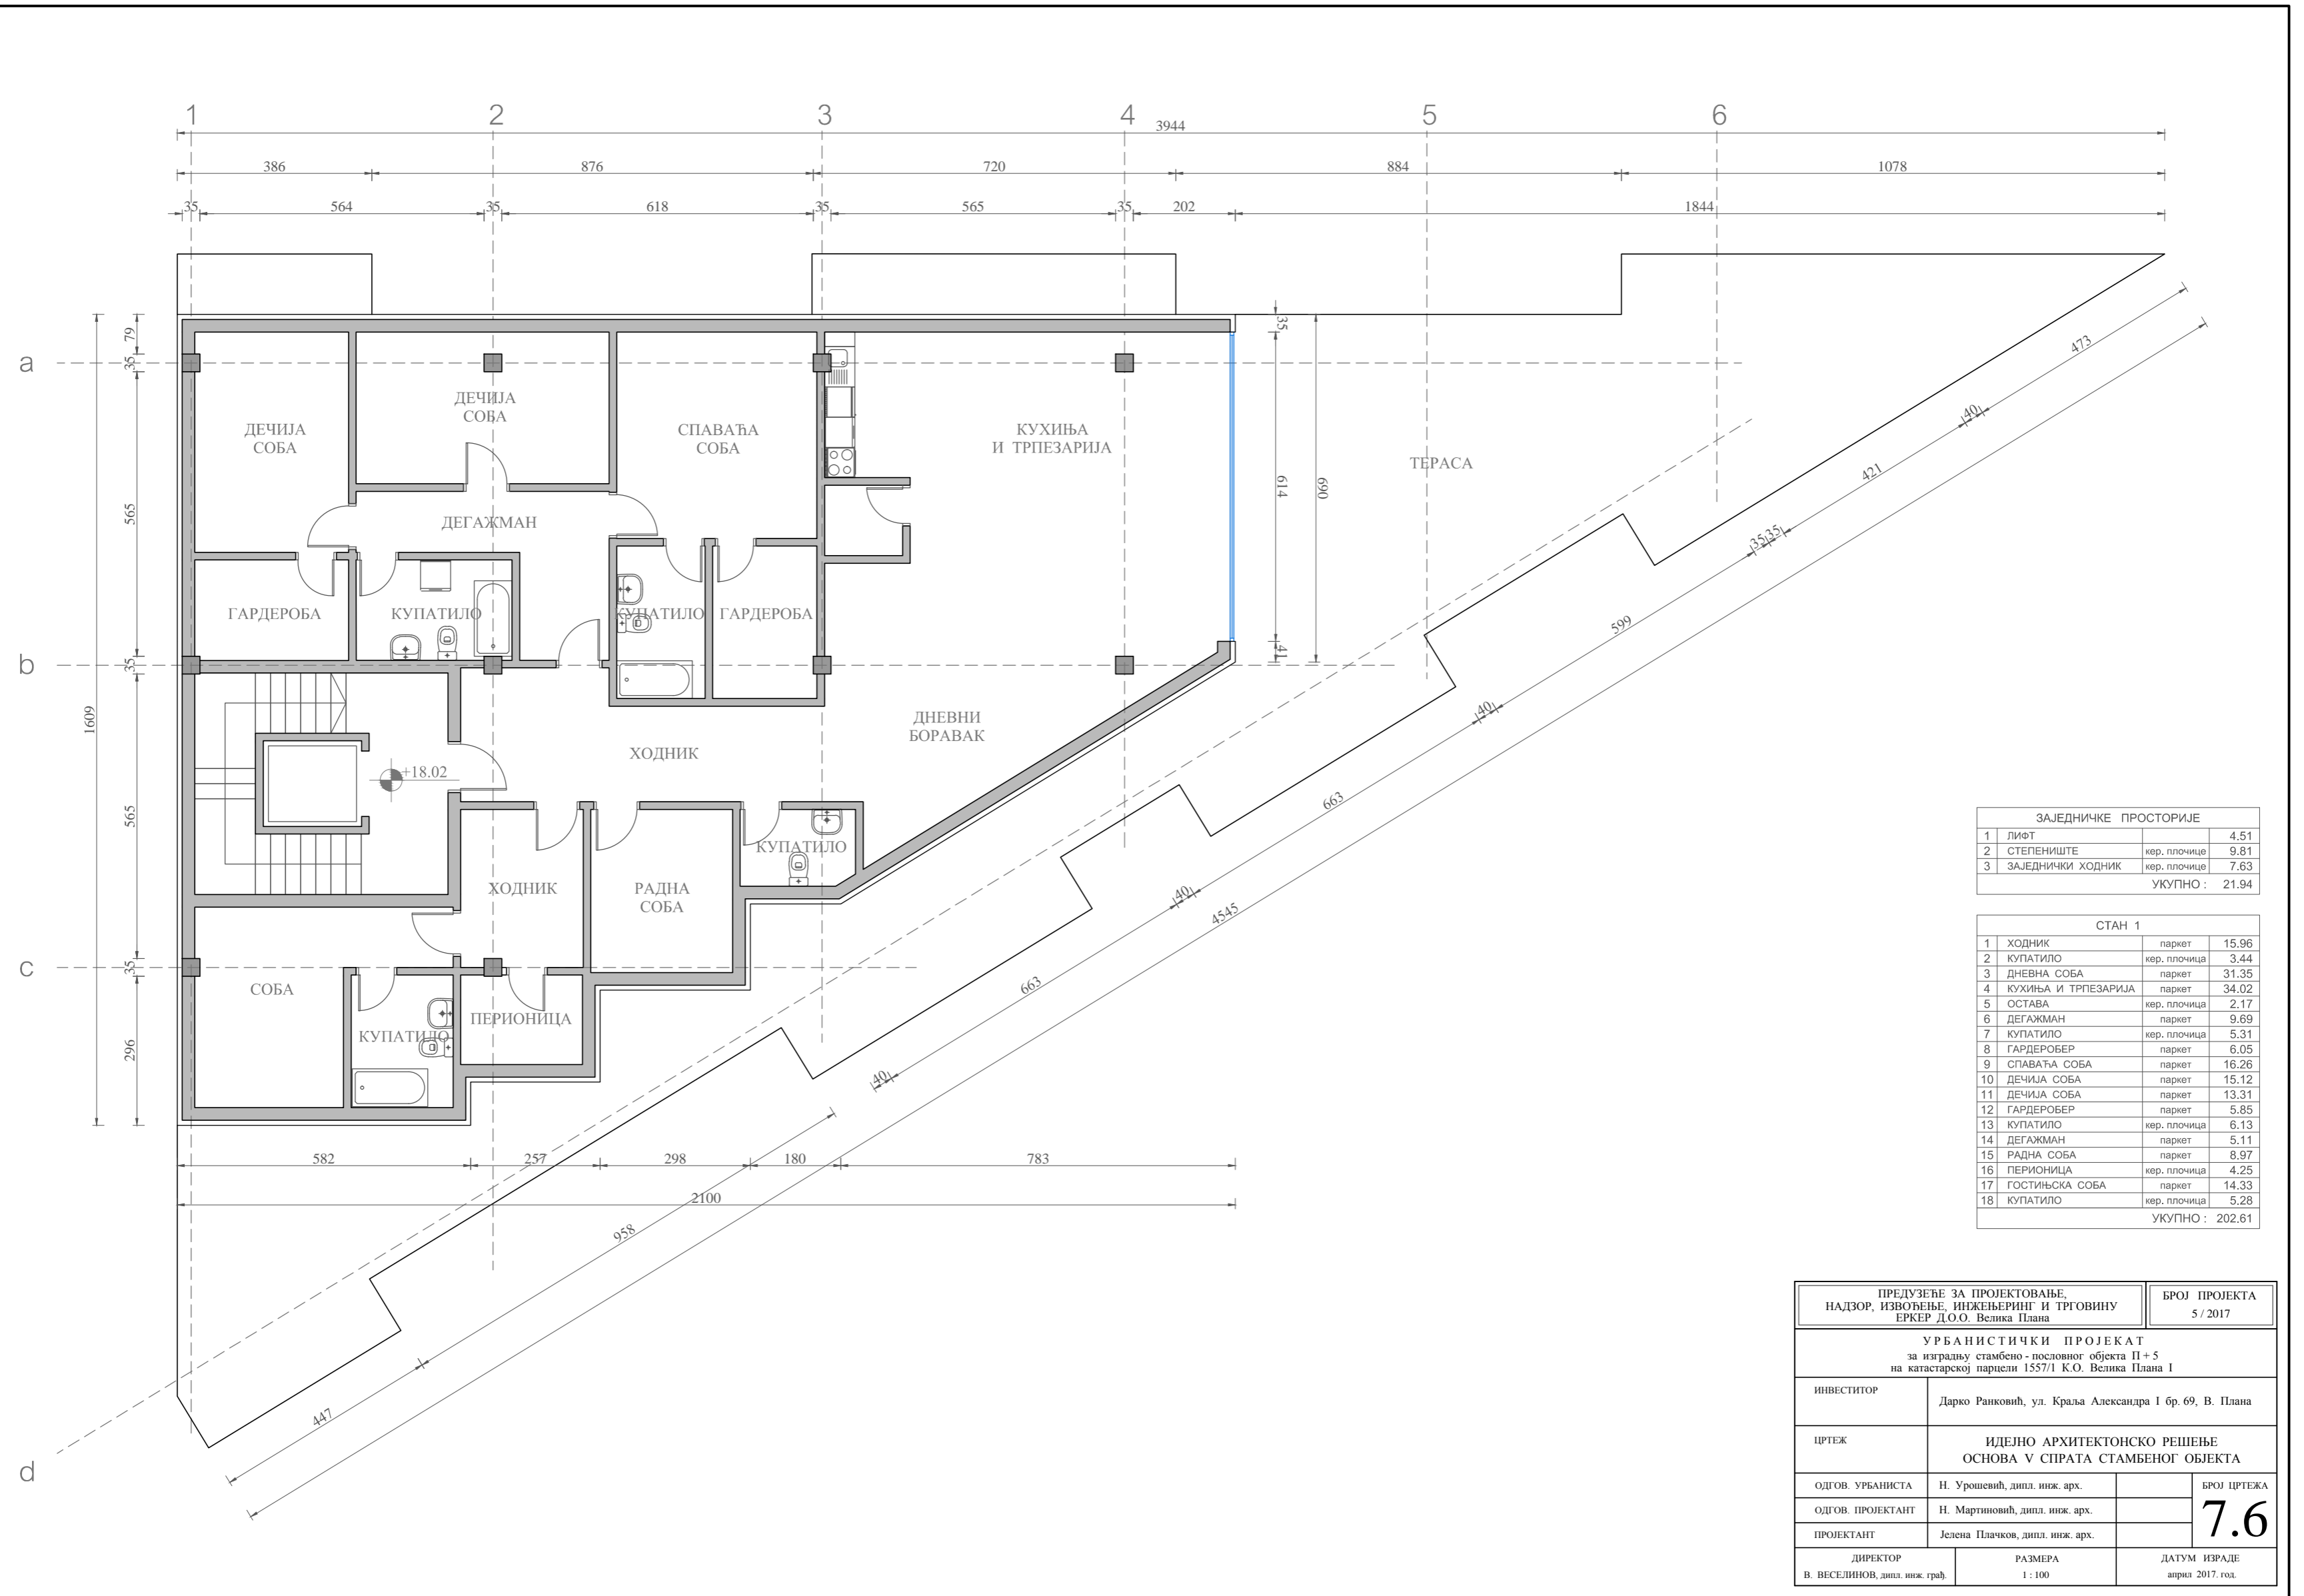 1 2 3 4 5 6
3944
386 876 720 884 1078
35 564 35 618 35 565 35 202 1844
a
b
c
d
79
35
565
35
565
35
296
1609
35
614
690
41
ДЕЧИЈА
СОБА
ДЕЧИЈА
СОБА
СПАВАЋА
СОБА
КУХИЊА
И ТРПЕЗАРИЈА
ТЕРАСА
ДЕГАЖМАН
ГАРДЕРОБА
КУПАТИЛО
КУПАТИЛО
ГАРДЕРОБА
ДНЕВНИ
БОРАВАК
ХОДНИК
+18.02
КУПАТИЛО
ХОДНИК
РАДНА
СОБА
СОБА
КУПАТИЛО
ПЕРИОНИЦА
582 257 298 180 783
2100
473
40
421
35
35
599
40
663
40
4545
663
40
958
447
ЗАЈЕДНИЧКЕ ПРОСТОРИЈЕ
1 ЛИФТ 4.51
2 СТЕПЕНИШТЕ кер. плочице 9.81
3 ЗАЈЕДНИЧКИ ХОДНИК кер. плочице 7.63
УКУПНО : 21.94
СТАН 1
1 ХОДНИК паркет 15.96
2 КУПАТИЛО кер. плочица 3.44
3 ДНЕВНА СОБА паркет 31.35
4 КУХИЊА И ТРПЕЗАРИЈА паркет 34.02
5 ОСТАВА кер. плочица 2.17
6 ДЕГАЖМАН паркет 9.69
7 КУПАТИЛО кер. плочица 5.31
8 ГАРДЕРОБЕР паркет 6.05
9 СПАВАЋА СОБА паркет 16.26
10 ДЕЧИЈА СОБА паркет 15.12
11 ДЕЧИЈА СОБА паркет 13.31
12 ГАРДЕРОБЕР паркет 5.85
13 КУПАТИЛО кер. плочица 6.13
14 ДЕГАЖМАН паркет 5.11
15 РАДНА СОБА паркет 8.97
16 ПЕРИОНИЦА кер. плочица 4.25
17 ГОСТИЊСКА СОБА паркет 14.33
18 КУПАТИЛО кер. плочица 5.28
УКУПНО : 202.61
ПРЕДУЗЕЋЕ ЗА ПРОЈЕКТОВАЊЕ,
НАДЗОР, ИЗВОЂЕЊЕ, ИНЖЕЊЕРИНГ И ТРГОВИНУ
ЕРКЕР Д.О.О. Велика Плана
БРОЈ ПРОЈЕКТА
5 / 2017
УРБАНИСТИЧКИ ПРОЈЕКАТ
за изградњу стамбено - пословног објекта П + 5
на катастарској парцели 1557/1 К.О. Велика Плана I
ИНВЕСТИТОР
Дарко Ранковић, ул. Краља Александра I бр. 69, В. Плана
ЦРТЕЖ
ИДЕЈНО АРХИТЕКТОНСКО РЕШЕЊЕ
ОСНОВА V СПРАТА СТАМБЕНОГ ОБЈЕКТА
ОДГОВ. УРБАНИСТА Н. Урошевић, дипл. инж. арх.
ОДГОВ. ПРОЈЕКТАНТ Н. Мартиновић, дипл. инж. арх.
ПРОЈЕКТАНТ Јелена Плачков, дипл. инж. арх.
БРОЈ ЦРТЕЖА
7.6
ДИРЕКТОР
В. ВЕСЕЛИНОВ, дипл. инж. грађ.
РАЗМЕРА
1 : 100
ДАТУМ ИЗРАДЕ
април 2017. год.